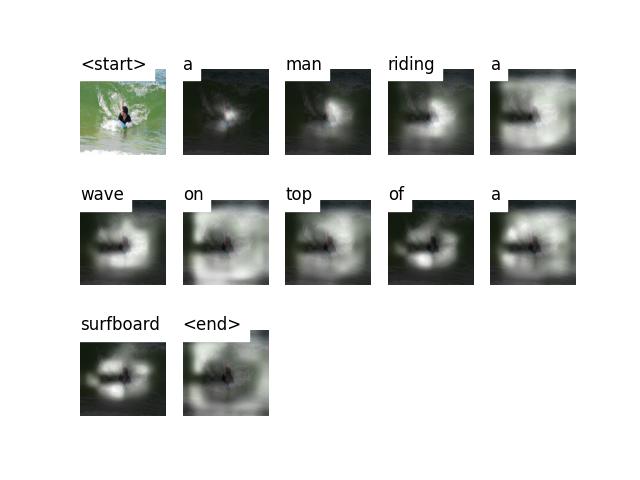 <start> a man riding a
wave on top of a
surfboard <end>